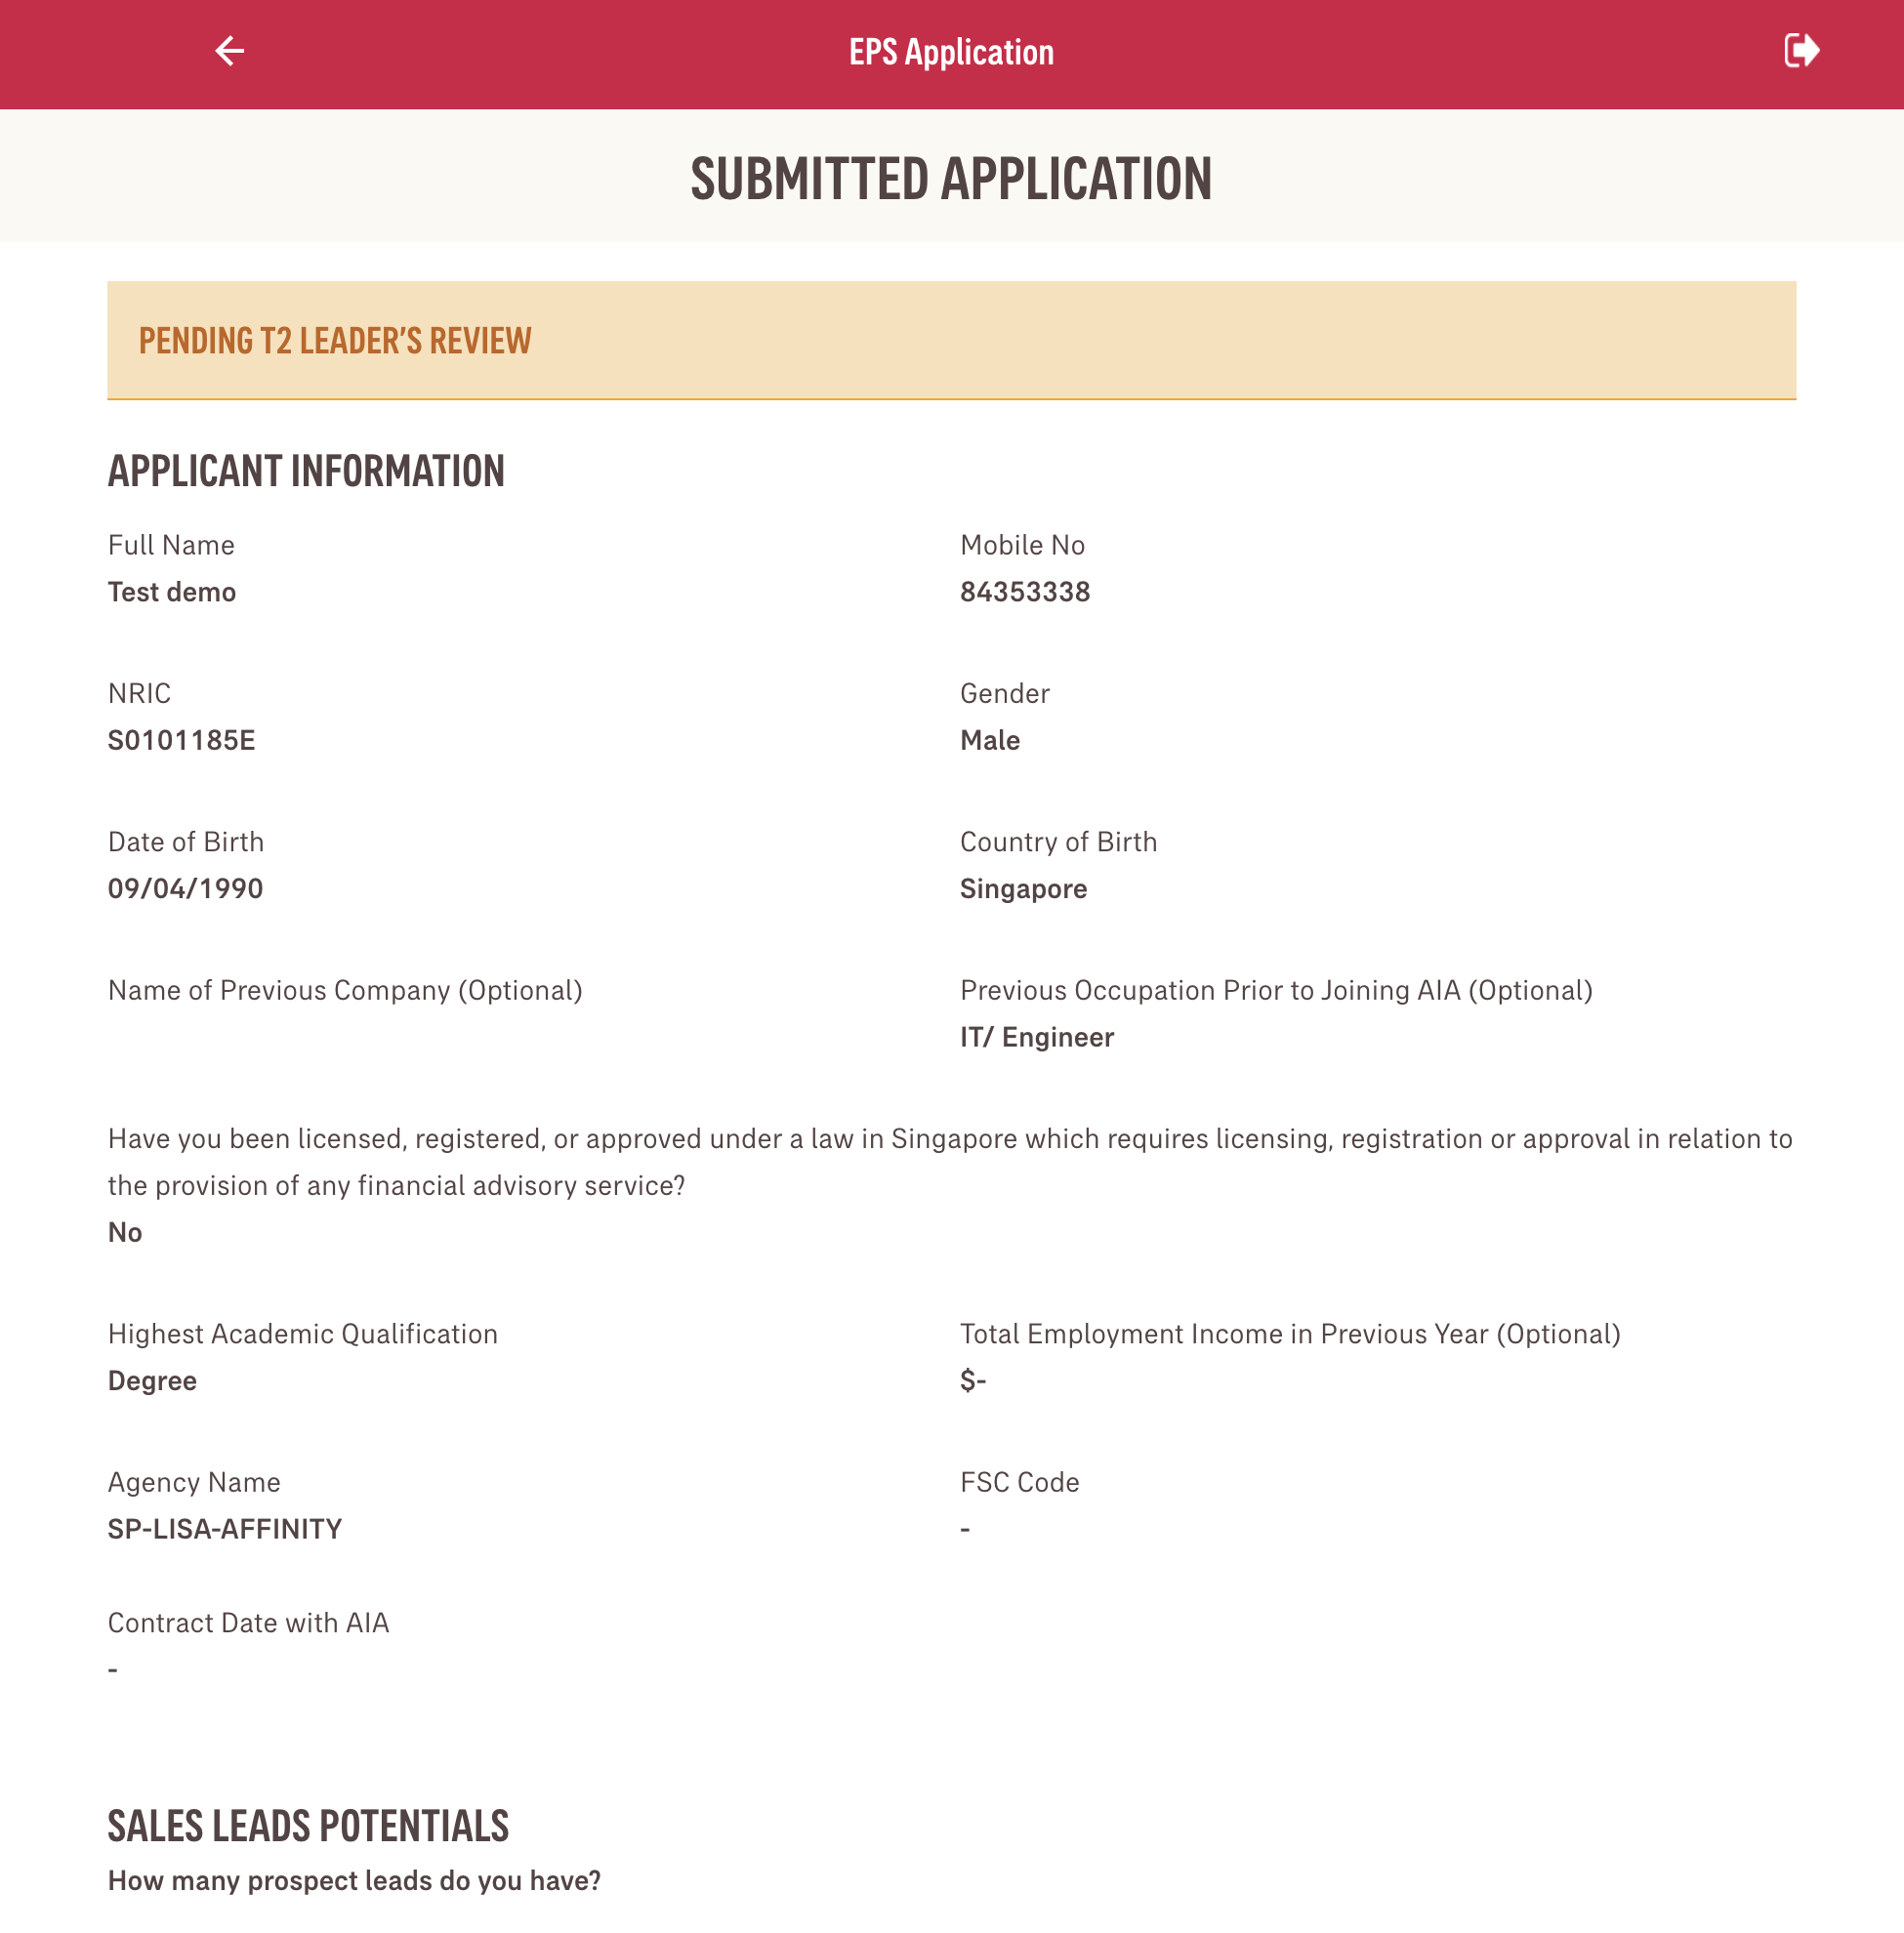 EPS Application
SUBMITTED APPLICATION
PENDING T2 LEADER’S REVIEW
APPLICANT INFORMATION
Full Name
Test demo
Mobile No
84353338
NRIC
S0101185E
Gender
Male
Date of Birth
09/04/1990
Country of Birth
Singapore
Name of Previous Company (Optional)
Previous Occupation Prior to Joining AIA (Optional)
IT/ Engineer
Have you been licensed, registered, or approved under a law in Singapore which requires licensing, registration or approval in relation to
the provision of any financial advisory service?
No
Highest Academic Qualification
Degree
Total Employment Income in Previous Year (Optional)
$-
Agency Name
SP-LISA-AFFINITY
FSC Code
-
Contract Date with AIA
-
SALES LEADS POTENTIALS
How many prospect leads do you have?